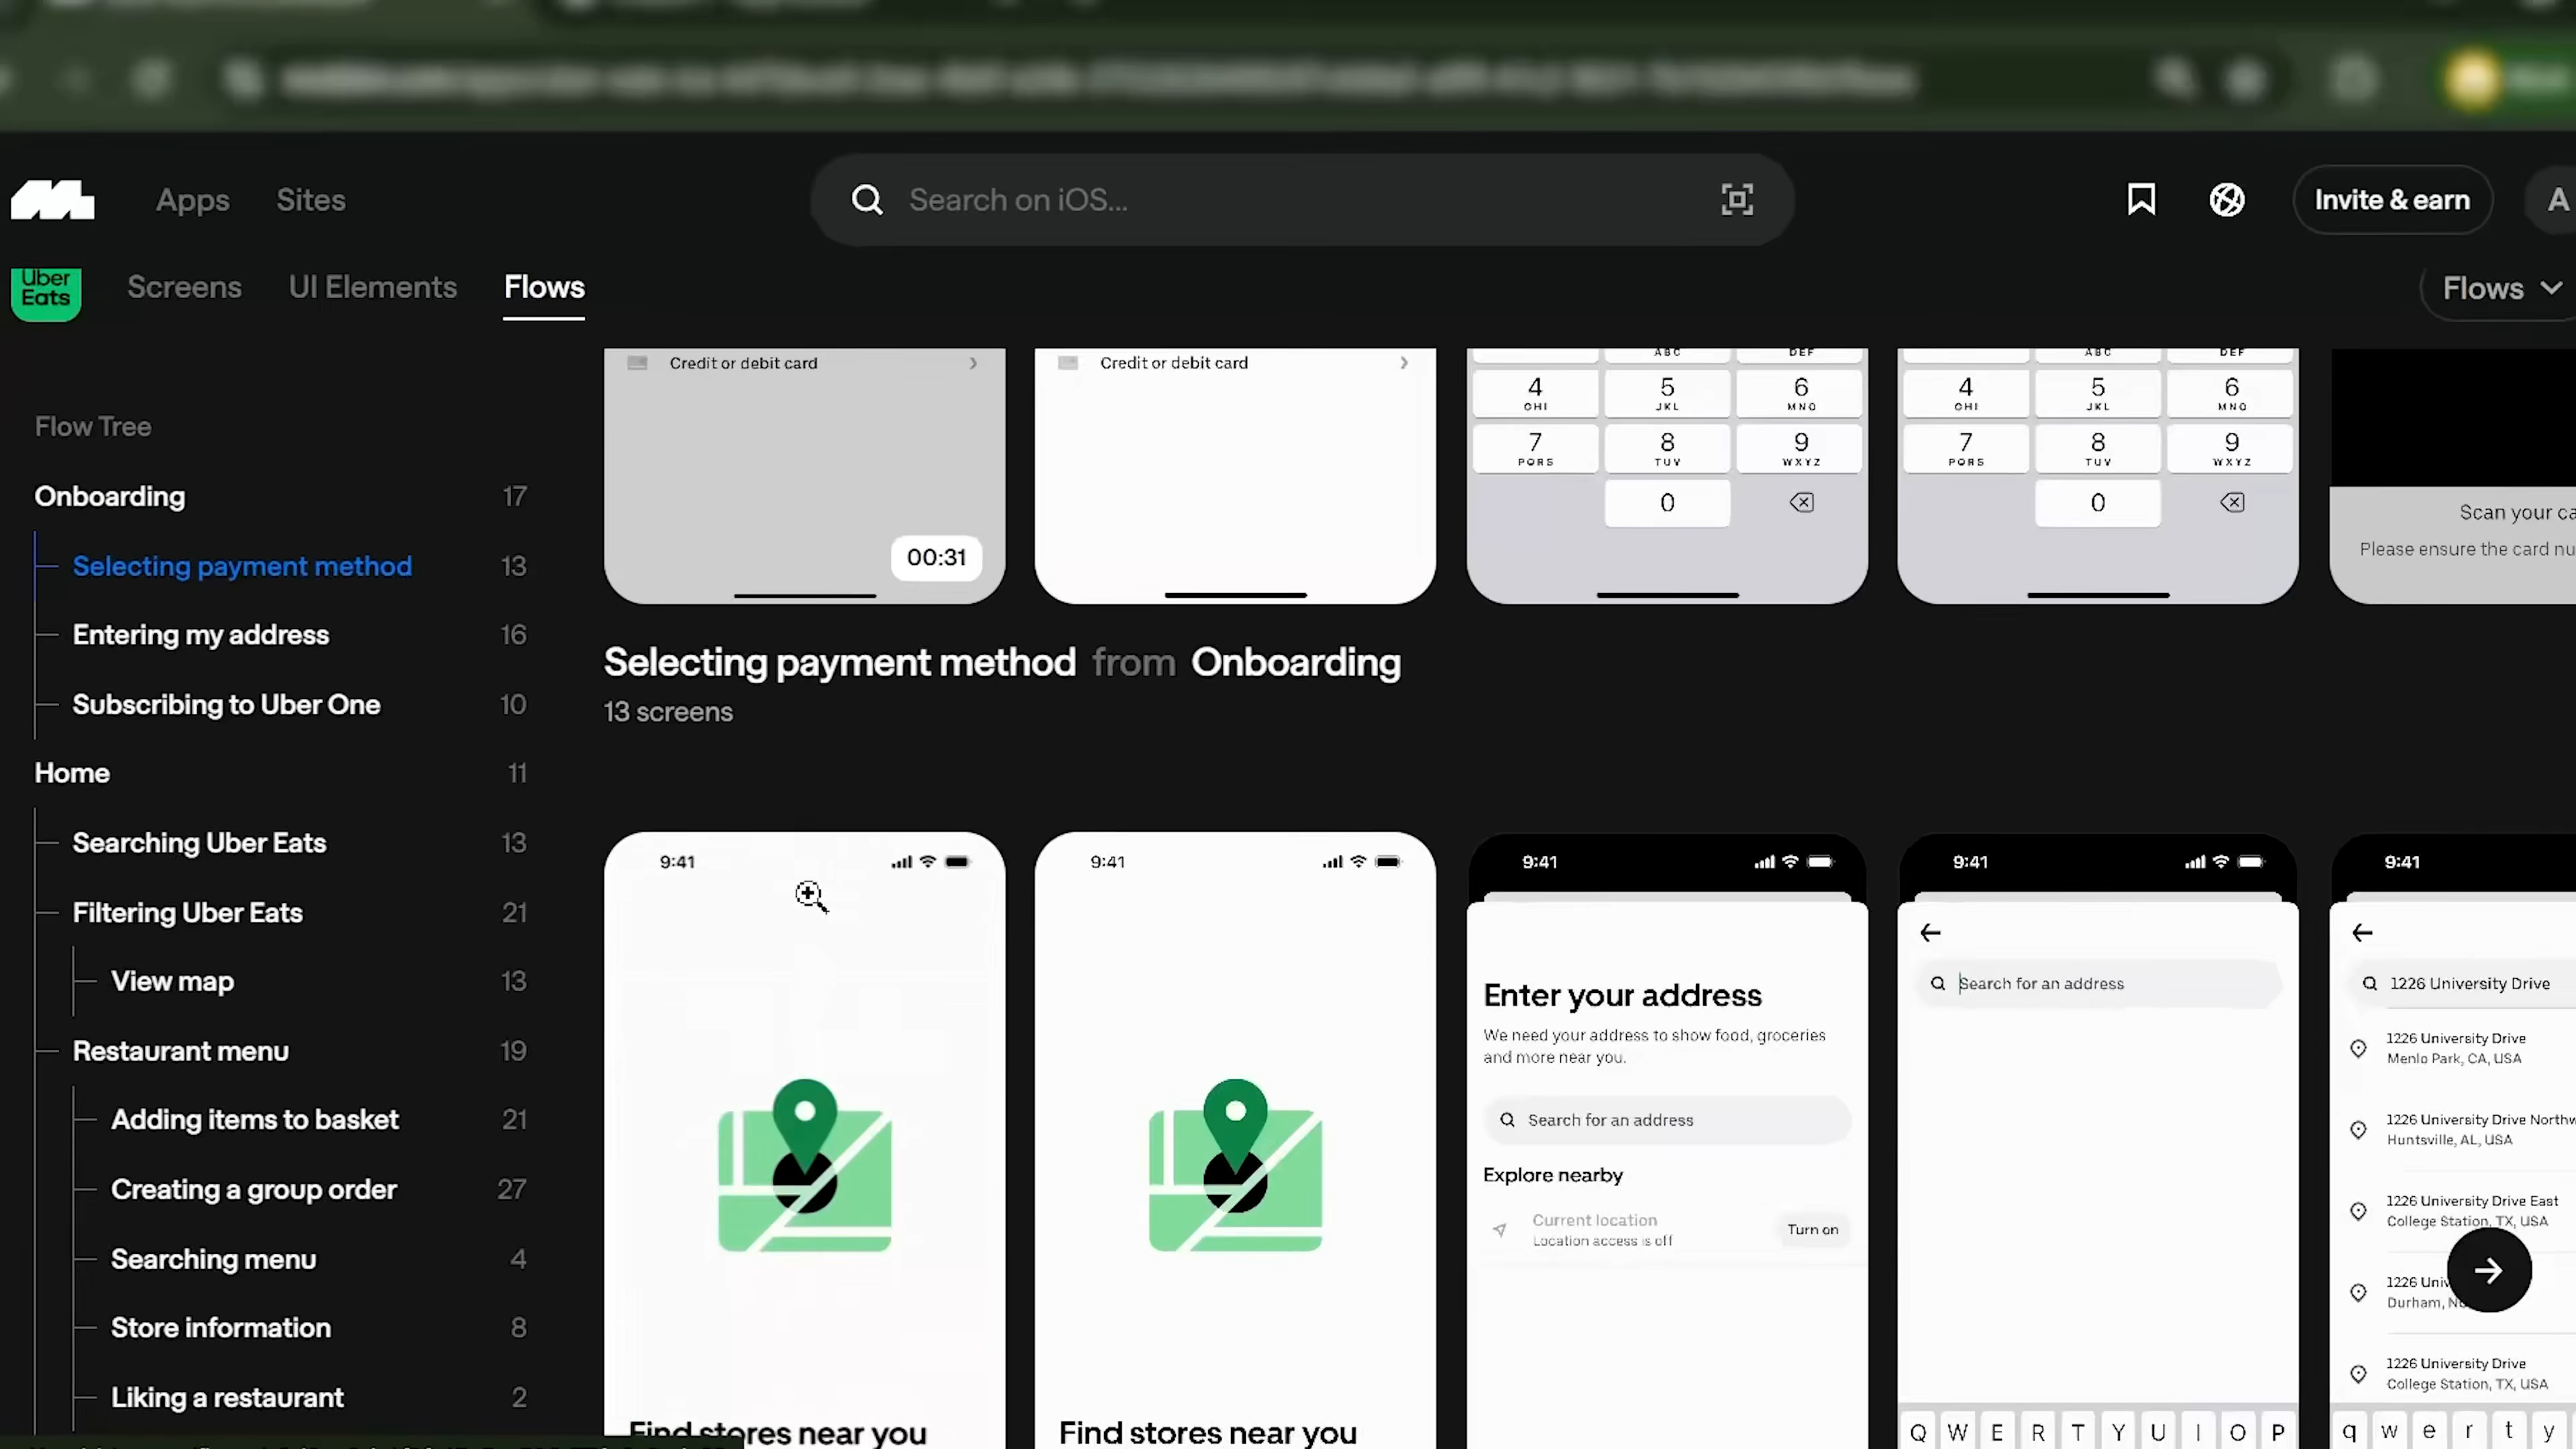 Apps
Sites
Search on iOS...
Invite & earn
A
Uber
Eats
Screens
UI Elements
Flows
Flows
Flow Tree
Onboarding 17
Selecting payment method 13
Entering my address 16
Subscribing to Uber One 10
Home 11
Searching Uber Eats 13
Filtering Uber Eats 21
View map 13
Restaurant menu 19
Adding items to basket 21
Creating a group order 27
Searching menu 4
Store information 8
Liking a restaurant 2
Credit or debit card
00:31
Credit or debit card
ABC DEF
4 5 6
GHI JKL MNO
7 8 9
PQRS TUV WXYZ
0
ABC DEF
4 5 6
GHI JKL MNO
7 8 9
PQRS TUV WXYZ
0
Scan your ca
Please ensure the card nu
Selecting payment method from Onboarding
13 screens
9:41
Find stores near you
9:41
Find stores near you
9:41
Enter your address
We need your address to show food, groceries
and more near you.
Search for an address
Explore nearby
Current location
Location access is off
Turn on
9:41
Search for an address
Q W E R T Y U I O P
9:41
1226 University Drive
1226 University Drive
Menlo Park, CA, USA
1226 University Drive Northw
Huntsville, AL, USA
1226 University Drive East
College Station, TX, USA
1226 Univ
Durham, N
1226 University Drive
College Station, TX, USA
q w e r t y